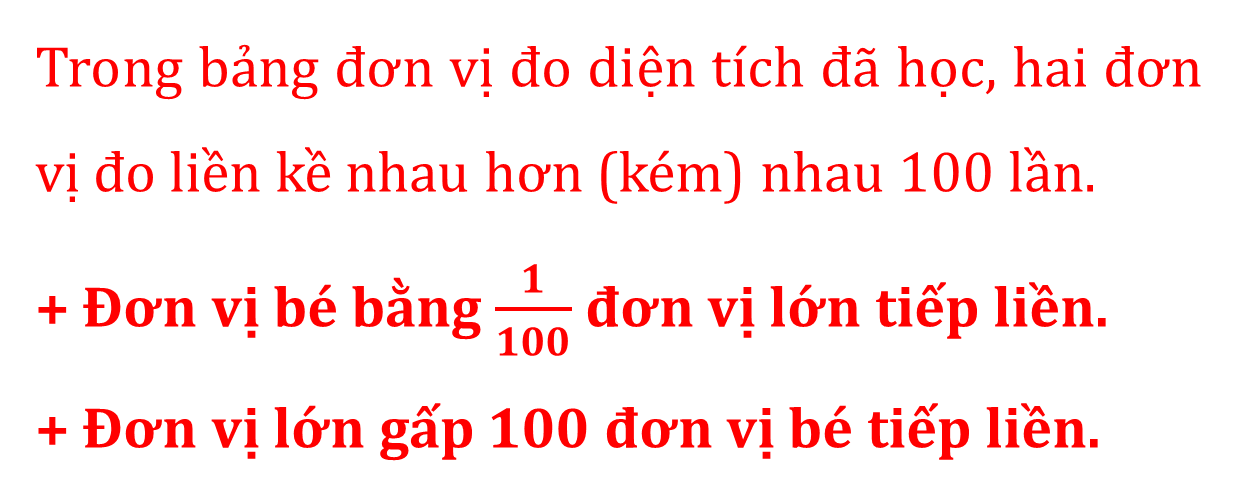 Trong bảng đơn vị đo diện tích đã học, hai đơn
vị đo liền kề nhau hơn (kém) nhau 100 lần.
+ Đơn vị bé bằng 1/100 đơn vị lớn tiếp liền.
+ Đơn vị lớn gấp 100 đơn vị bé tiếp liền.